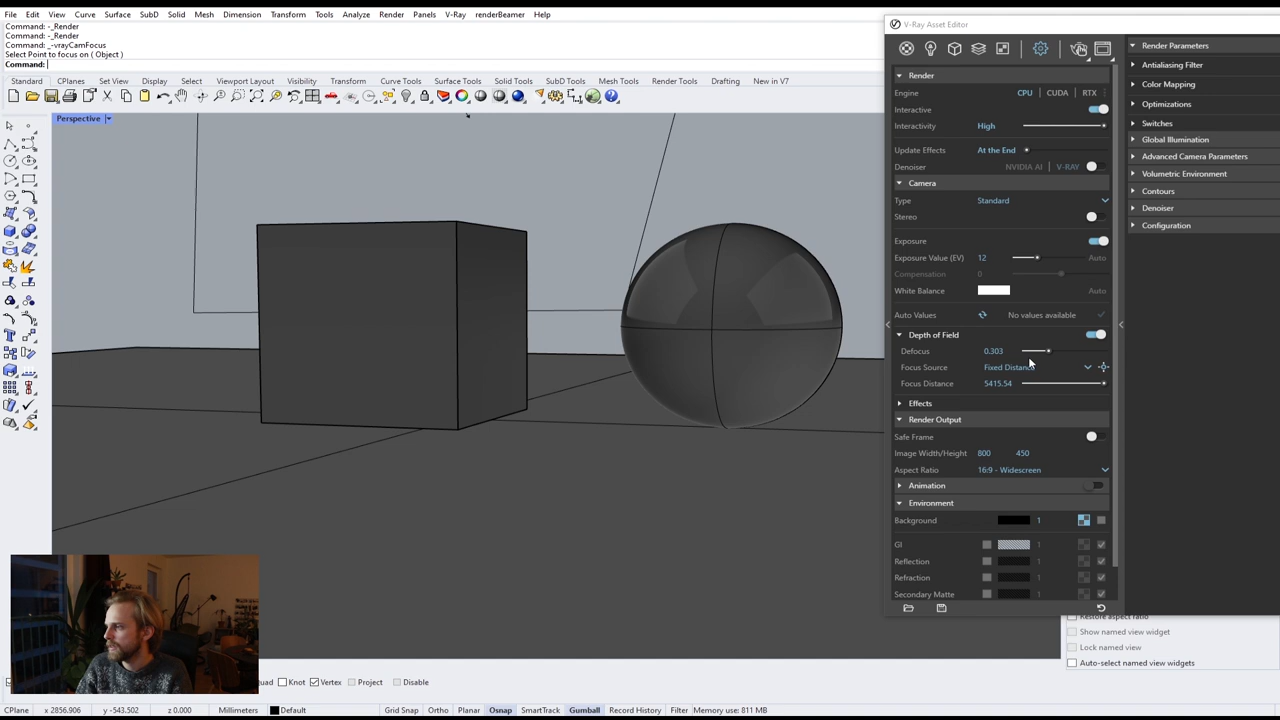 File Edit View Curve Surface SubD Solid Mesh Dimension Transform Tools Analyze Render Panels V-Ray renderBeamer Help
Command: -_Render
Command: -_Render
Command: _-vrayCamFocus
Select Point to focus on ( Object )
Command:
Standard CPlanes Set View Display Select Viewport Layout Visibility Transform Curve Tools Surface Tools Solid Tools SubD Tools Mesh Tools Render Tools Drafting New in V7
Perspective
V-Ray Asset Editor
Render
Engine CPU CUDA RTX
Interactive
Interactivity High
Update Effects At the End
Denoiser NVIDIA AI V-RAY
Camera
Type Standard
Stereo
Exposure
Exposure Value (EV) 12 Auto
Compensation 0
White Balance Auto
Auto Values No values available
Depth of Field
Defocus 0.303
Focus Source Fixed Distance
Focus Distance 5415.54
Effects
Render Output
Safe Frame
Image Width/Height 800 450
Aspect Ratio 16:9 - Widescreen
Animation
Environment
Background 1
GI 1
Reflection 1
Refraction 1
Secondary Matte 1
Render Parameters
Antialiasing Filter
Color Mapping
Optimizations
Switches
Global Illumination
Advanced Camera Parameters
Volumetric Environment
Contours
Denoiser
Configuration
Restore aspect ratio
Show named view widget
Lock named view
Auto-select named view widgets
Knot Vertex Project Disable
CPlane x 2856.906 y -543.502 z 0.000 Millimeters Default Grid Snap Ortho Planar Osnap SmartTrack Gumball Record History Filter Memory use: 811 MB